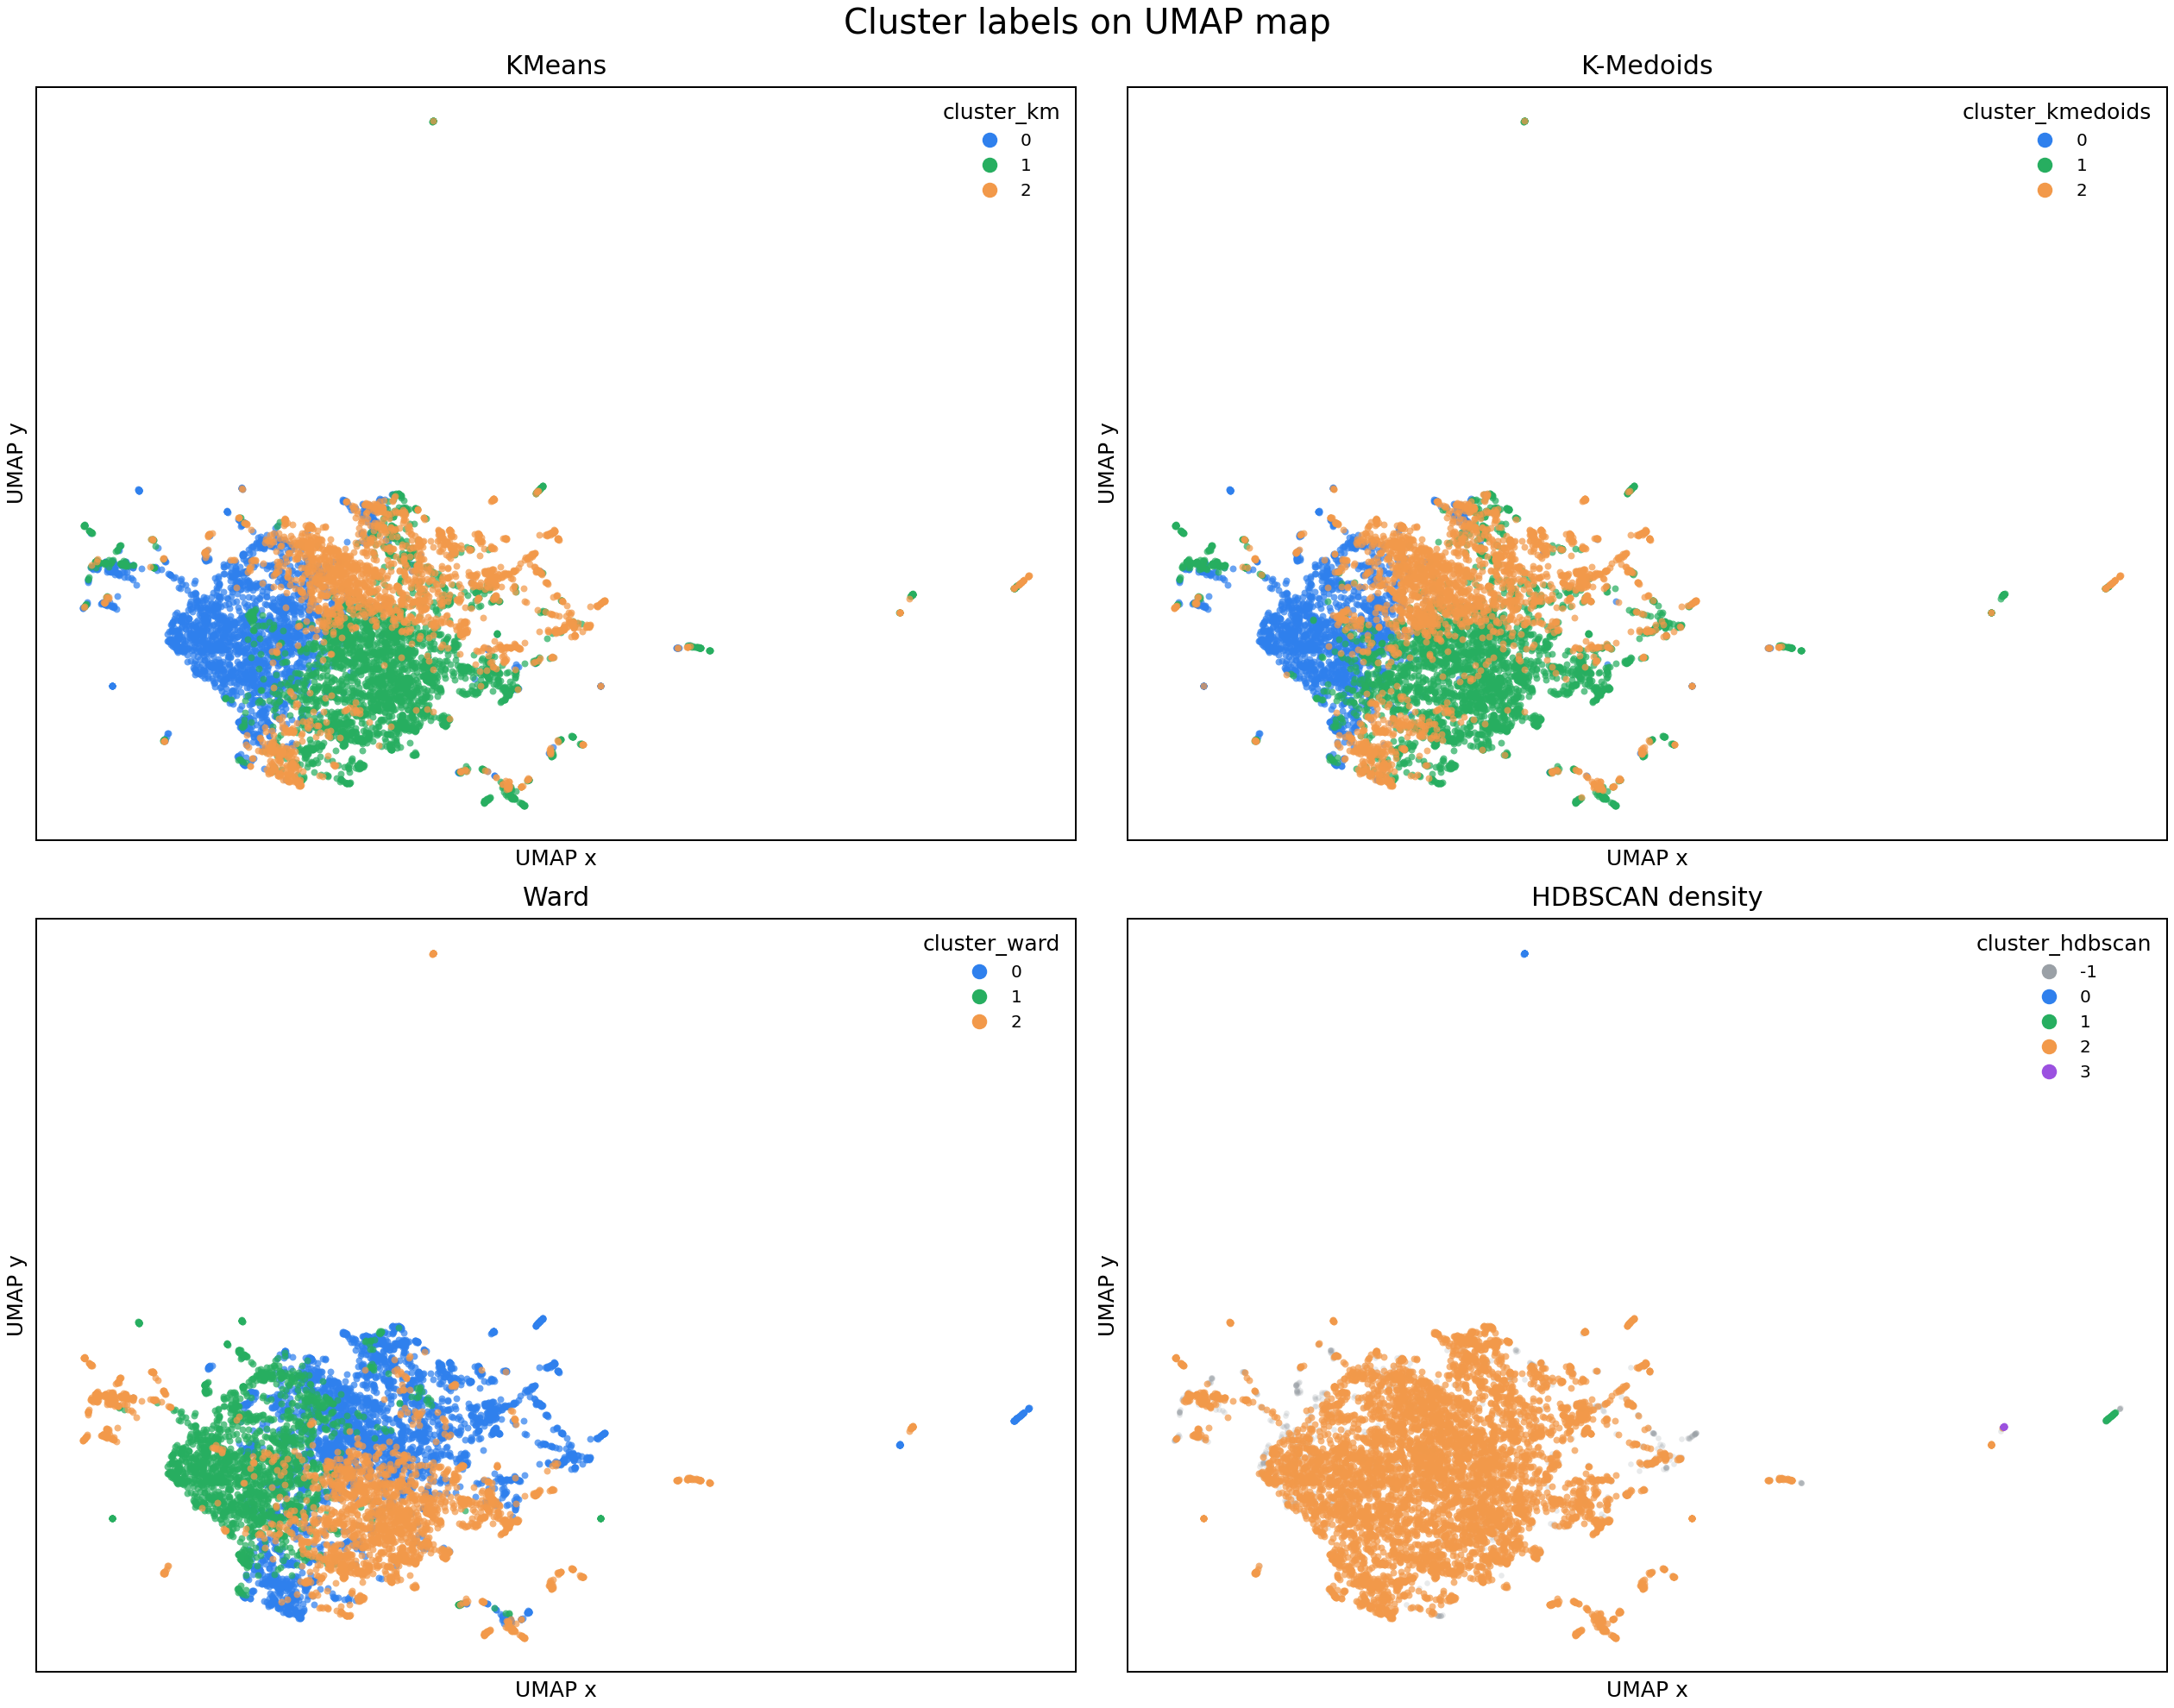 Cluster labels on UMAP map
KMeans
cluster_km
0
1
2
UMAP y
UMAP x
K-Medoids
cluster_kmedoids
0
1
2
UMAP y
UMAP x
Ward
cluster_ward
0
1
2
UMAP y
UMAP x
HDBSCAN density
cluster_hdbscan
-1
0
1
2
3
UMAP y
UMAP x